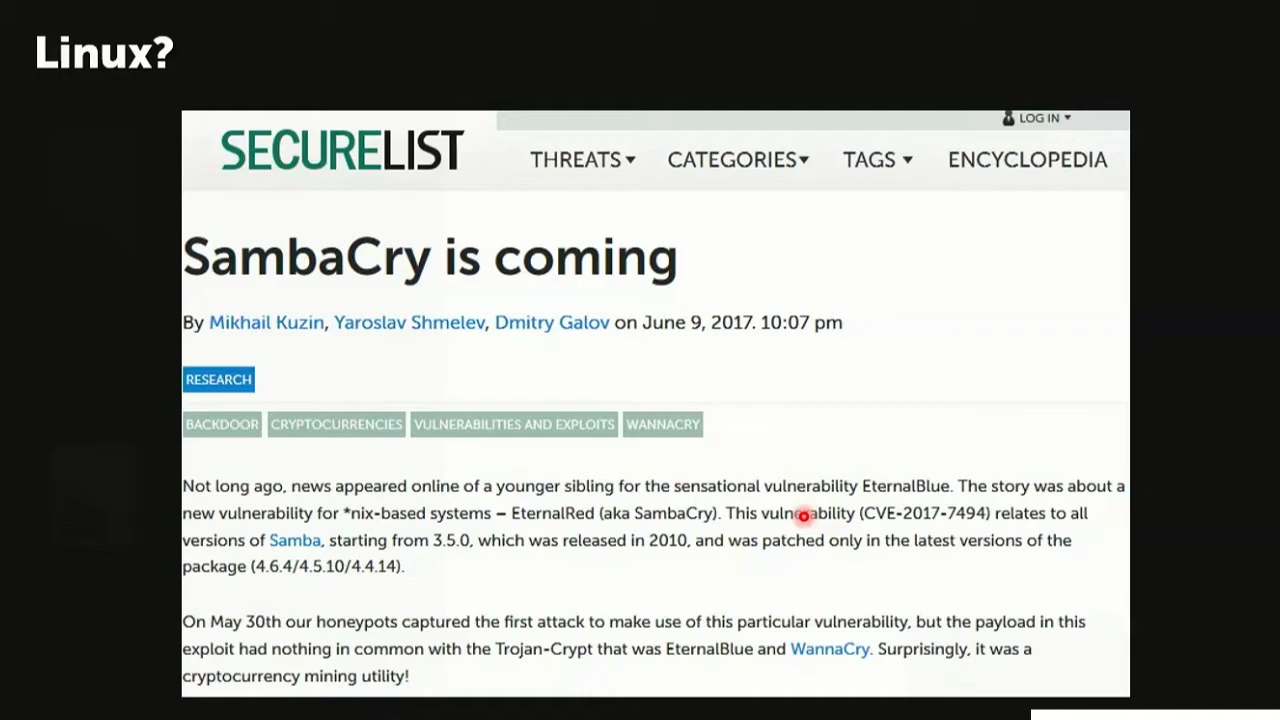 Linux?
LOG IN
SECURELIST
THREATS
CATEGORIES
TAGS
ENCYCLOPEDIA
SambaCry is coming
By Mikhail Kuzin, Yaroslav Shmelev, Dmitry Galov on June 9, 2017. 10:07 pm
RESEARCH
BACKDOOR
CRYPTOCURRENCIES
VULNERABILITIES AND EXPLOITS
WANNACRY
Not long ago, news appeared online of a younger sibling for the sensational vulnerability EternalBlue. The story was about a
new vulnerability for *nix-based systems – EternalRed (aka SambaCry). This vulnerability (CVE-2017-7494) relates to all
versions of Samba, starting from 3.5.0, which was released in 2010, and was patched only in the latest versions of the
package (4.6.4/4.5.10/4.4.14).
On May 30th our honeypots captured the first attack to make use of this particular vulnerability, but the payload in this
exploit had nothing in common with the Trojan-Crypt that was EternalBlue and WannaCry. Surprisingly, it was a
cryptocurrency mining utility!